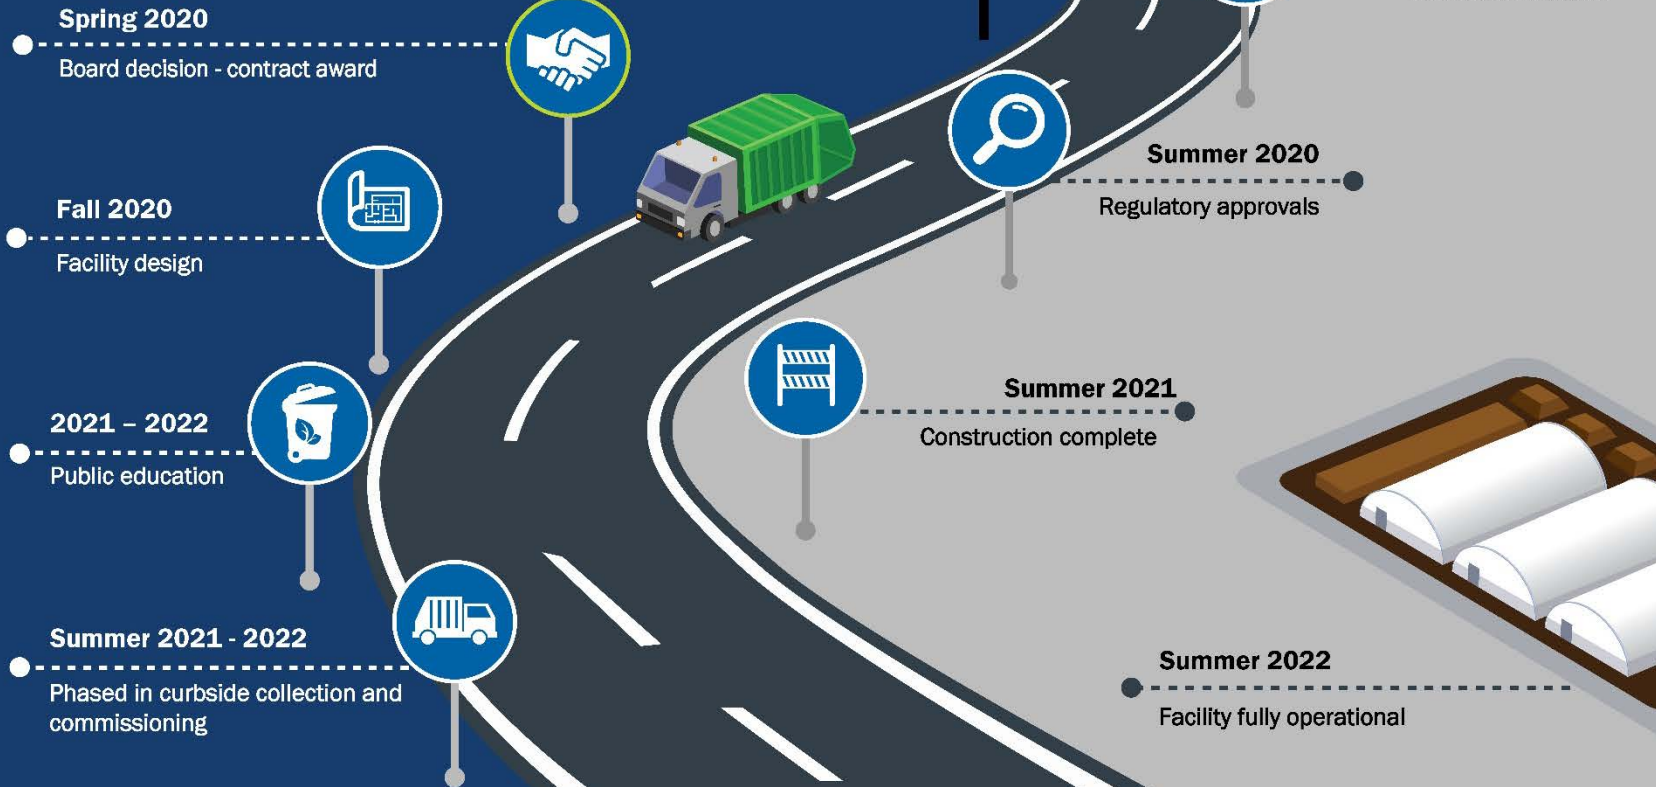 Spring 2020
Board decision - contract award
Summer 2020
Regulatory approvals
Fall 2020
Facility design
Summer 2021
Construction complete
2021 – 2022
Public education
Summer 2021 - 2022
Phased in curbside collection and
commissioning
Summer 2022
Facility fully operational